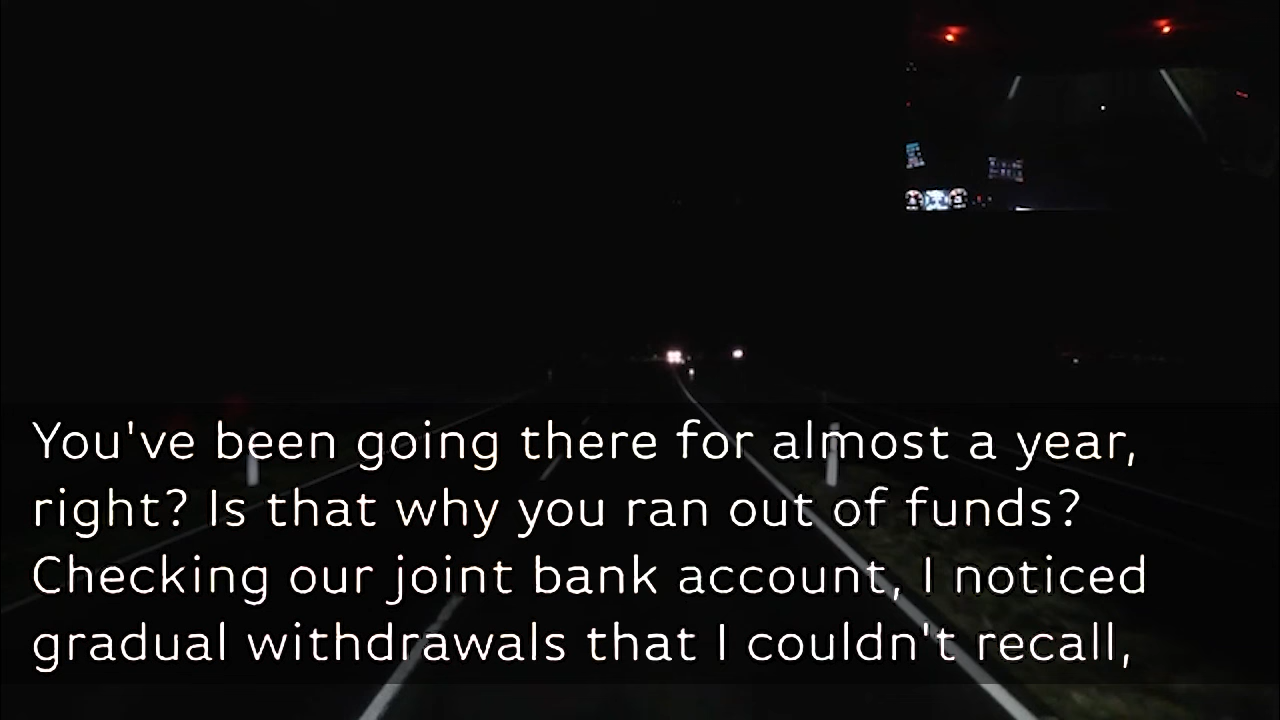 You've been going there for almost a year,
right? Is that why you ran out of funds?
Checking our joint bank account, I noticed
gradual withdrawals that I couldn't recall,